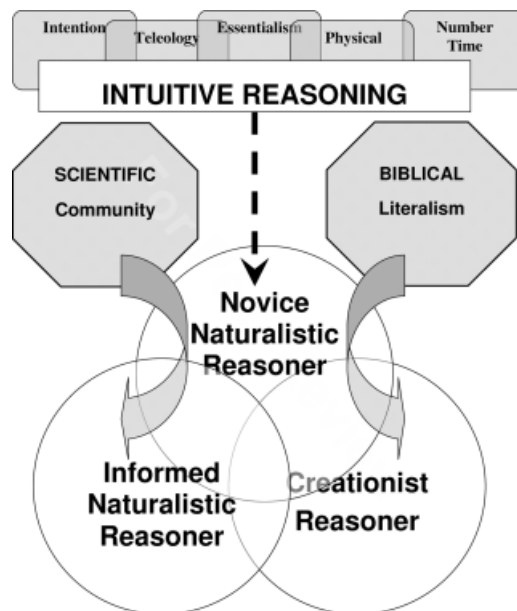 Intention
Teleology
Essentialism
Physical
Number
Time
INTUITIVE REASONING
SCIENTIFIC
Community
BIBLICAL
Literalism
For
Novice
Naturalistic
Reasoner
Informed
Naturalistic
Reasoner
Creationist
Reasoner